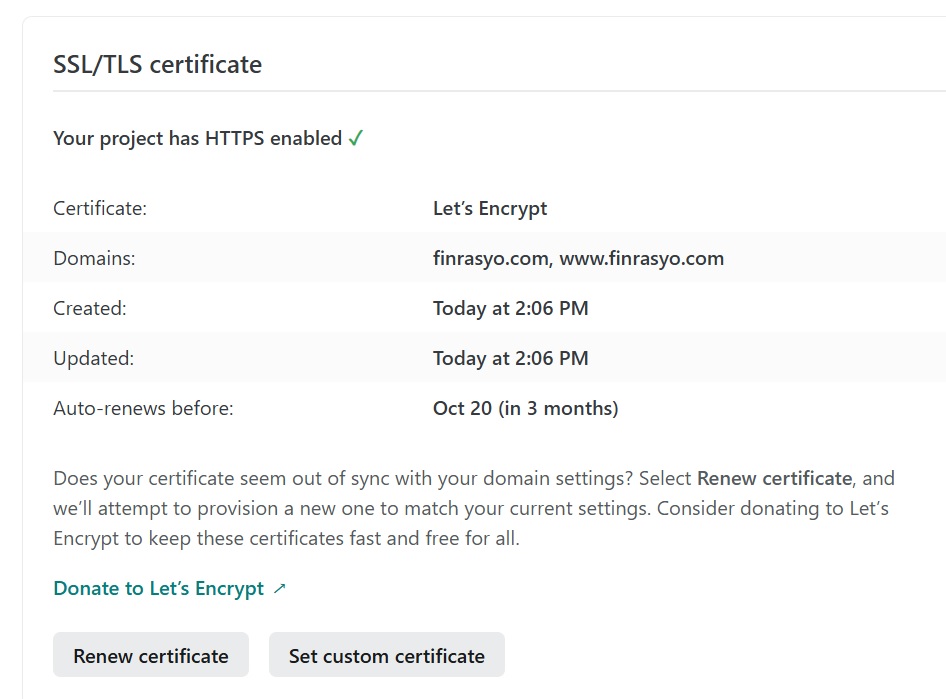 SSL/TLS certificate
Your project has HTTPS enabled ✓
Certificate: Let’s Encrypt
Domains: finrasyo.com, www.finrasyo.com
Created: Today at 2:06 PM
Updated: Today at 2:06 PM
Auto-renews before: Oct 20 (in 3 months)
Does your certificate seem out of sync with your domain settings? Select Renew certificate, and
we’ll attempt to provision a new one to match your current settings. Consider donating to Let’s
Encrypt to keep these certificates fast and free for all.
Donate to Let’s Encrypt ↗
Renew certificate Set custom certificate